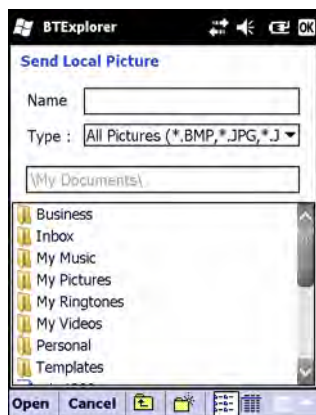 BTExplorer OK
Send Local Picture
Name
Type : All Pictures (*.BMP,*.JPG,*.J
\My Documents\
Business
Inbox
My Music
My Pictures
My Ringtones
My Videos
Personal
Templates
Open Cancel